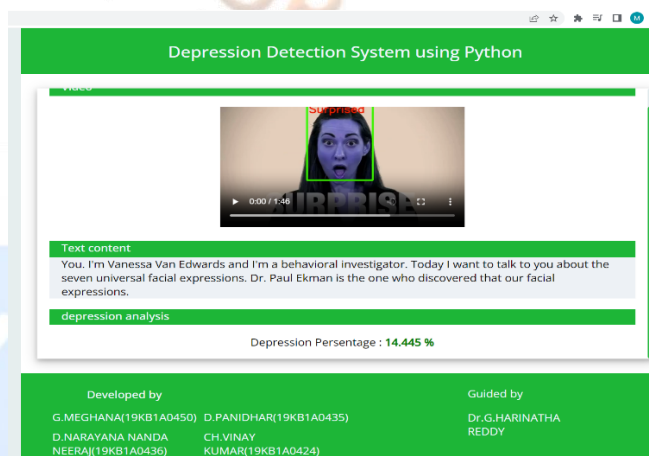 M
Depression Detection System using Python
Video
Surprised
SURPRISE
0:00 / 1:46
Text content
You. I'm Vanessa Van Edwards and I'm a behavioral investigator. Today I want to talk to you about the
seven universal facial expressions. Dr. Paul Ekman is the one who discovered that our facial
expressions.
depression analysis
Depression Persentage : 14.445 %
Developed by
G.MEGHANA(19KB1A0450) D.PANIDHAR(19KB1A0435)
D.NARAYANA NANDA
NEERAJ(19KB1A0436)
CH.VINAY
KUMAR(19KB1A0424)
Guided by
Dr.G.HARINATHA
REDDY